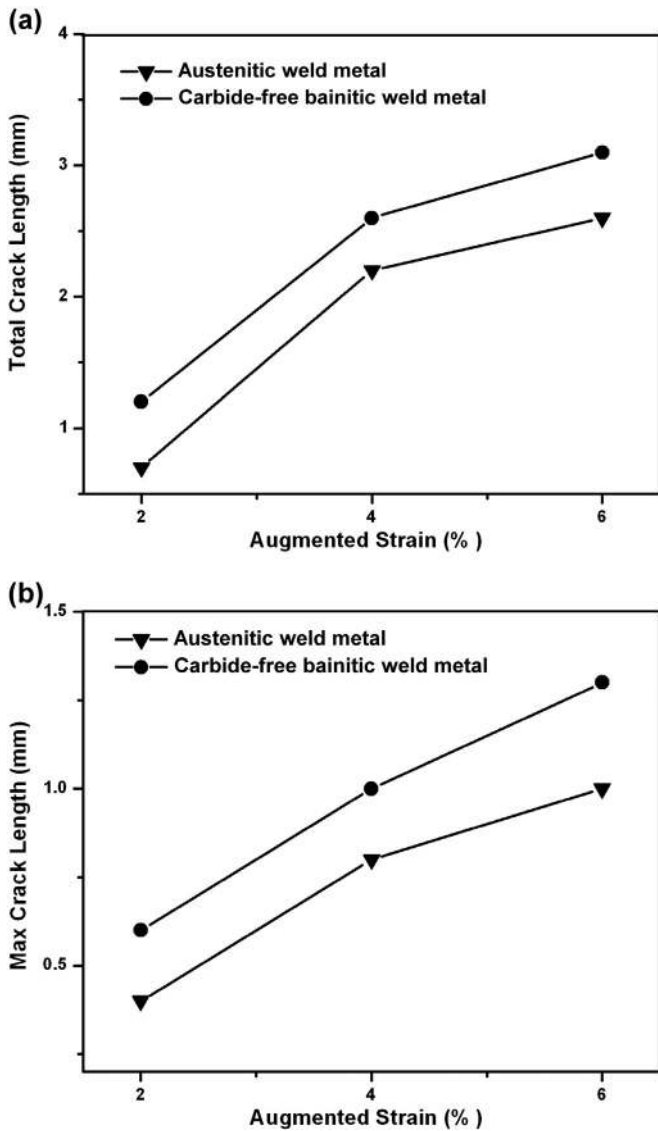 (a)
4
Austenitic weld metal
Carbide-free bainitic weld metal
3
2
1
Total Crack Length (mm)
2 4 6
Augmented Strain (% )
(b)
1.5
Austenitic weld metal
Carbide-free bainitic weld metal
1.0
0.5
Max Crack Length (mm)
2 4 6
Augmented Strain (% )